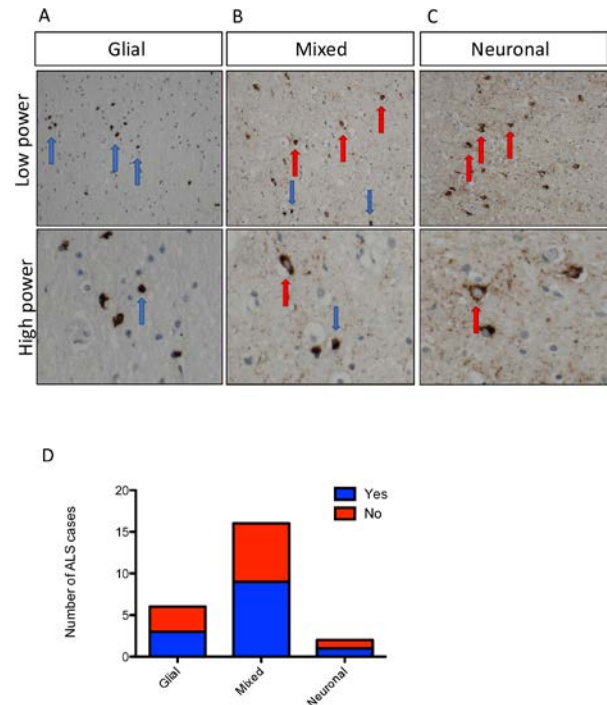 A
B
C
Glial
Mixed
Neuronal
Low power
High power
D
Number of ALS cases
20
15
10
5
0
Yes
No
Glial
Mixed
Neuronal